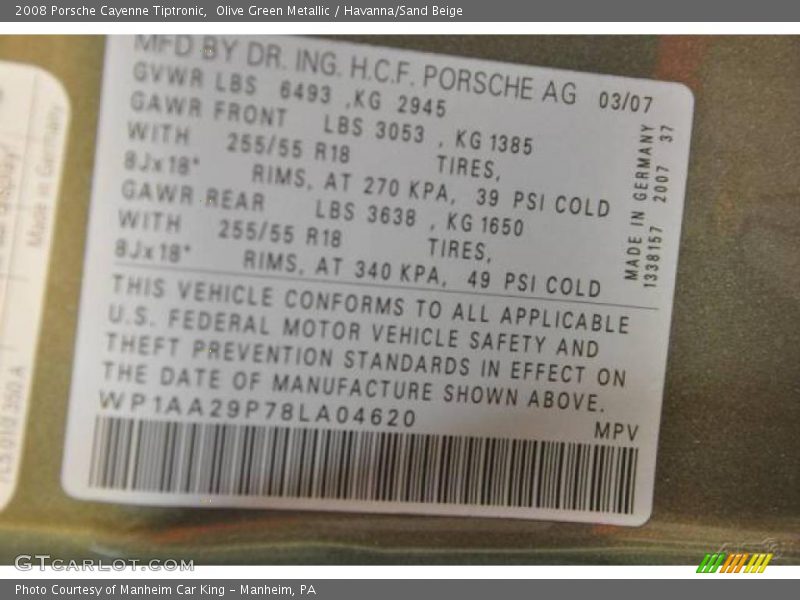 2008 Porsche Cayenne Tiptronic,  Olive Green Metallic / Havanna/Sand Beige
MFD BY DR. ING. H.C.F. PORSCHE AG 03/07
GVWR LBS 6493 ,KG 2945
GAWR FRONT LBS 3053 , KG 1385
WITH 255/55 R18 TIRES,
8Jx18" RIMS, AT 270 KPA, 39 PSI COLD
GAWR REAR LBS 3638 , KG 1650
WITH 255/55 R18 TIRES,
8Jx18" RIMS, AT 340 KPA, 49 PSI COLD
MADE IN GERMANY
1338157 2007 37
THIS VEHICLE CONFORMS TO ALL APPLICABLE
U.S. FEDERAL MOTOR VEHICLE SAFETY AND
THEFT PREVENTION STANDARDS IN EFFECT ON
THE DATE OF MANUFACTURE SHOWN ABOVE.
WP1AA29P78LA04620
MPV
Made in Germany
GTCARLOT.COM
Photo Courtesy of Manheim Car King - Manheim, PA